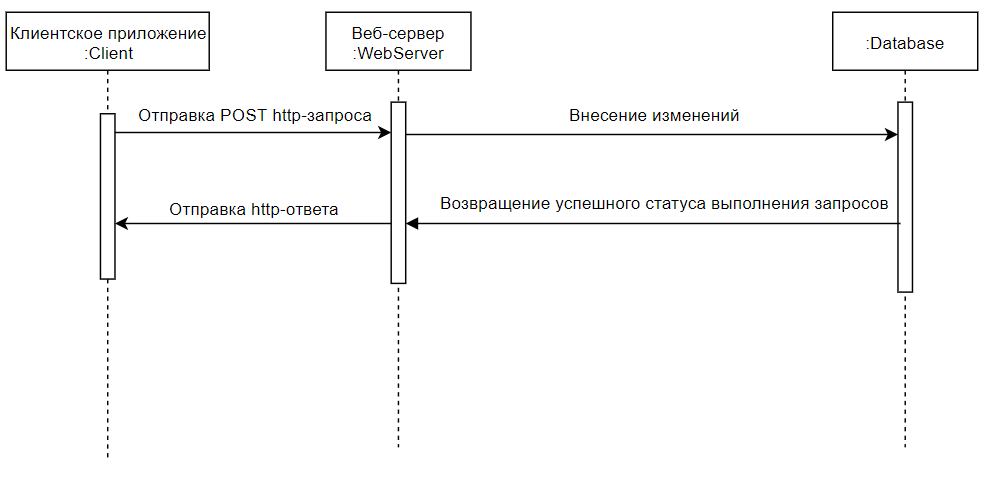 Клиентское приложение
:Client
Веб-сервер
:WebServer
:Database
Отправка POST http-запроса
Внесение изменений
Отправка http-ответа
Возвращение успешного статуса выполнения запросов